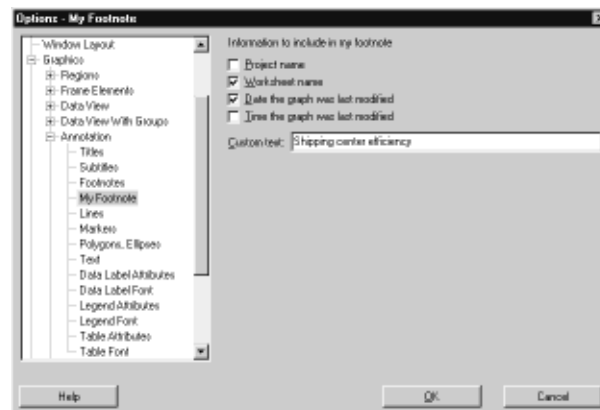 Options - My Footnote
Window Layout
Graphics
Regions
Frame Elements
Data View
Data View With Groups
Annotation
Titles
Subtitles
Footnotes
My Footnote
Lines
Markers
Polygons, Ellipses
Text
Data Label Attributes
Data Label Font
Legend Attributes
Legend Font
Table Attributes
Table Font
Information to include in my footnote
Project name
Worksheet name
Date the graph was last modified
Time the graph was last modified
Custom text: Shipping center efficiency
Help OK Cancel